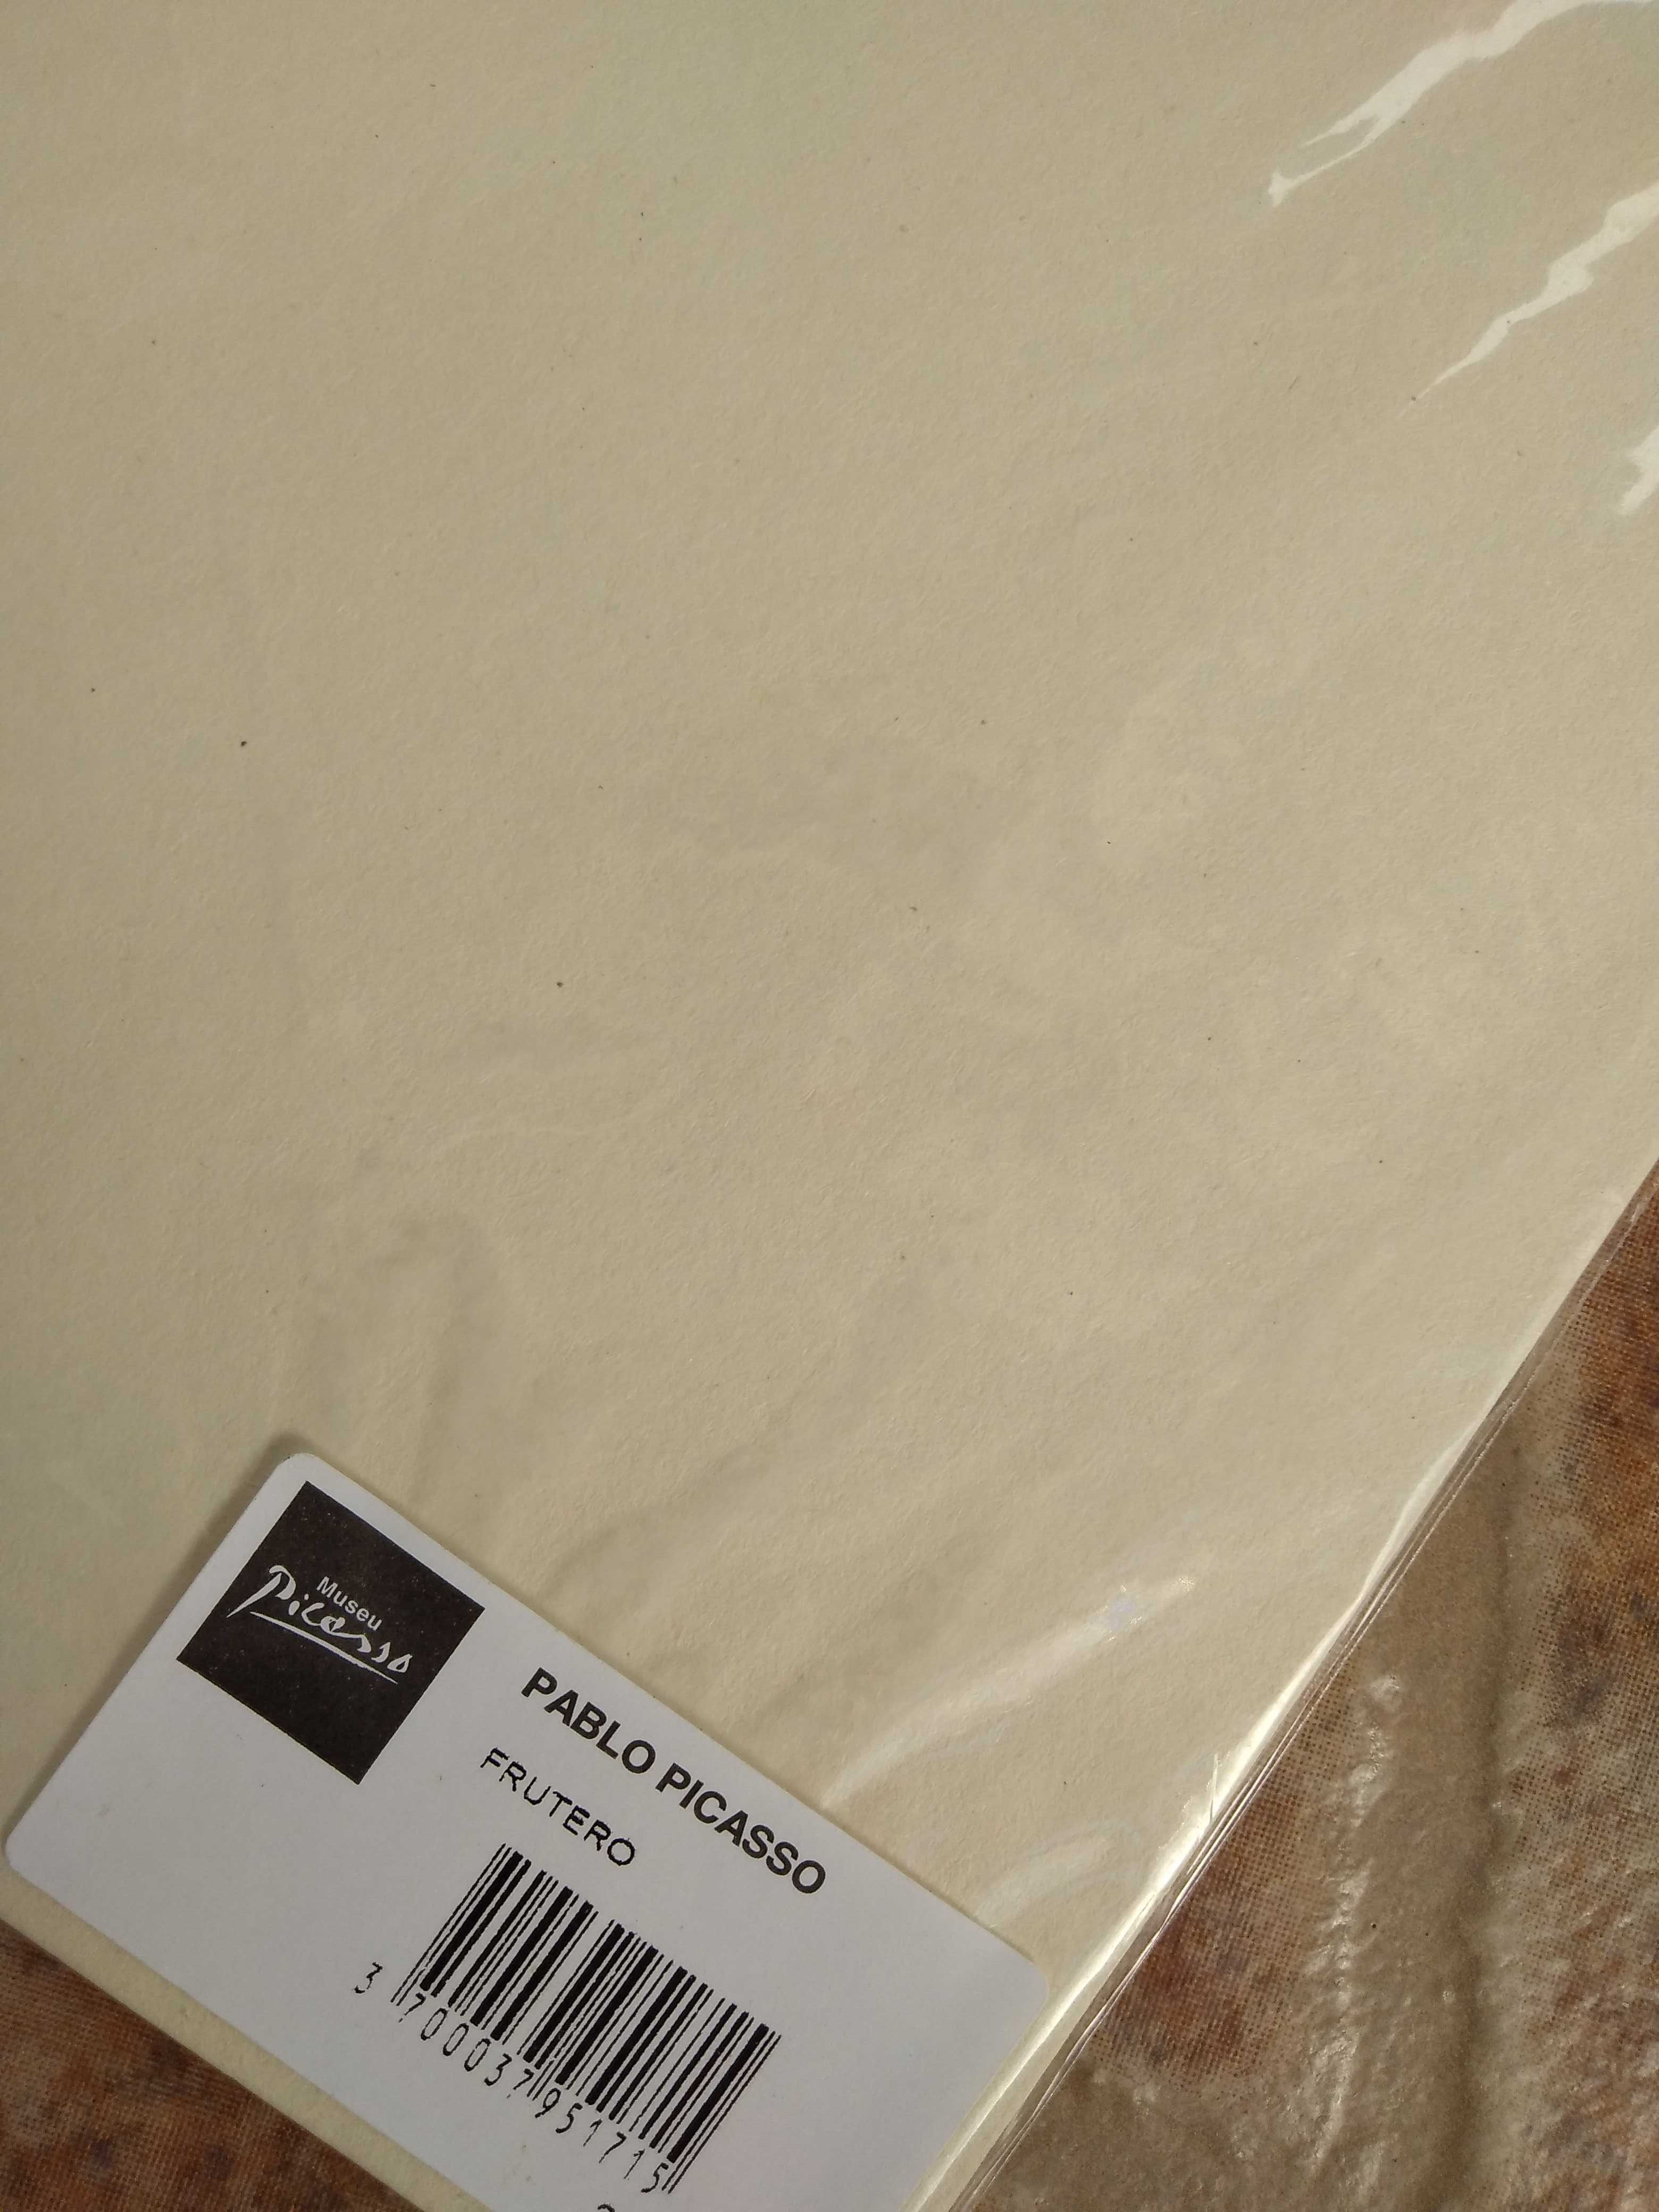 Museu
Picasso
PABLO PICASSO
FRUTERO
3 700037 951715